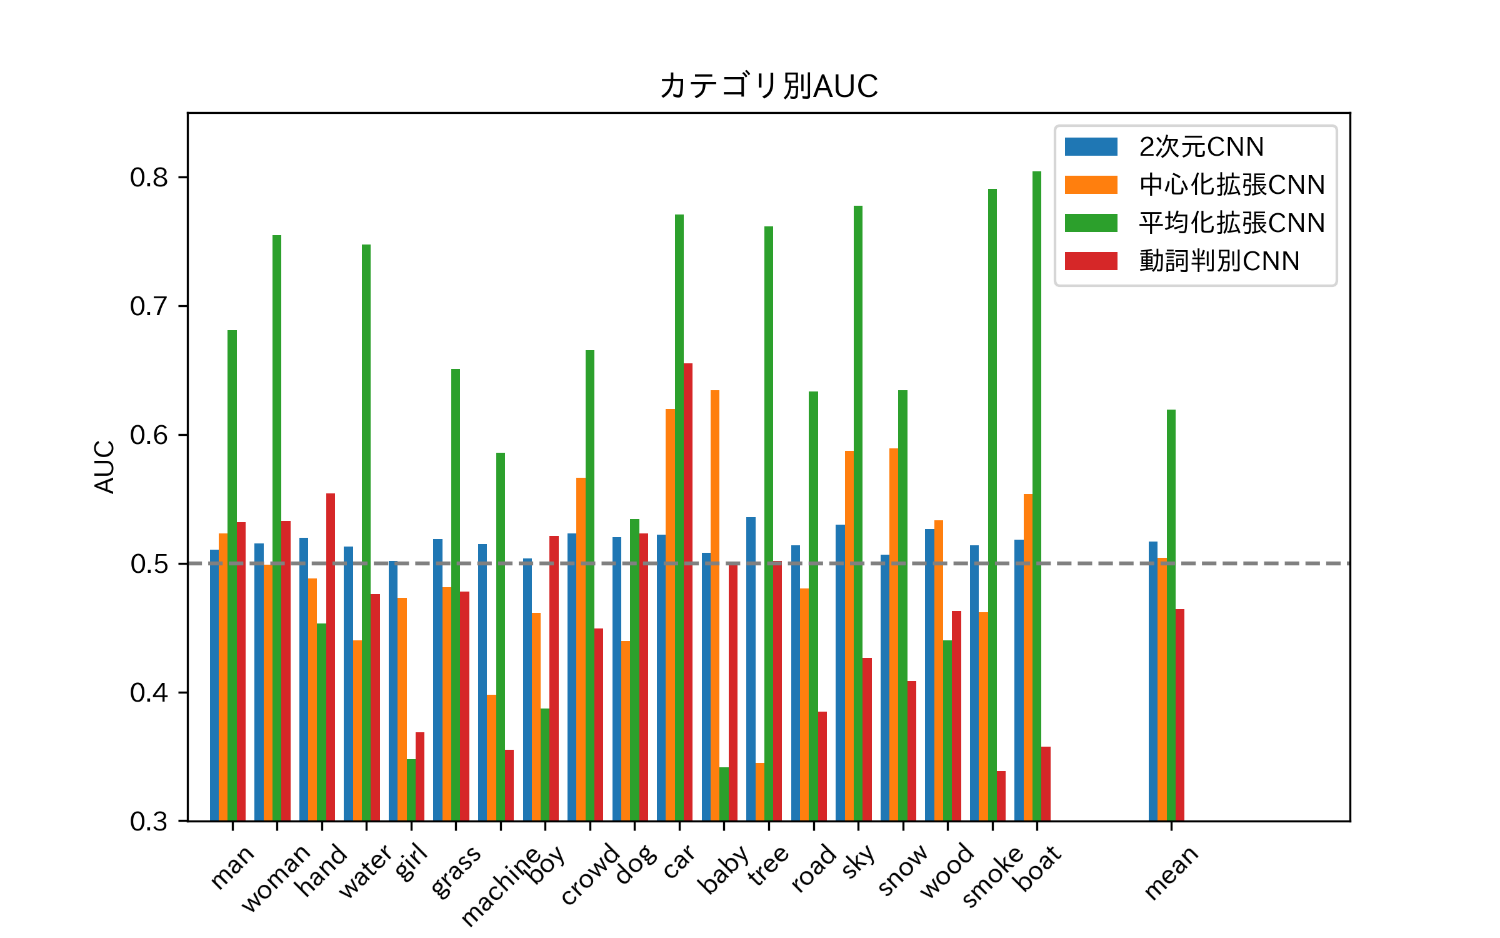 カテゴリ別AUC
2次元CNN
中心化拡張CNN
平均化拡張CNN
動詞判別CNN
AUC
0.8
0.7
0.6
0.5
0.4
0.3
man
woman
hand
water
girl
grass
machine
boy
crowd
dog
car
baby
tree
road
sky
snow
wood
smoke
boat
mean